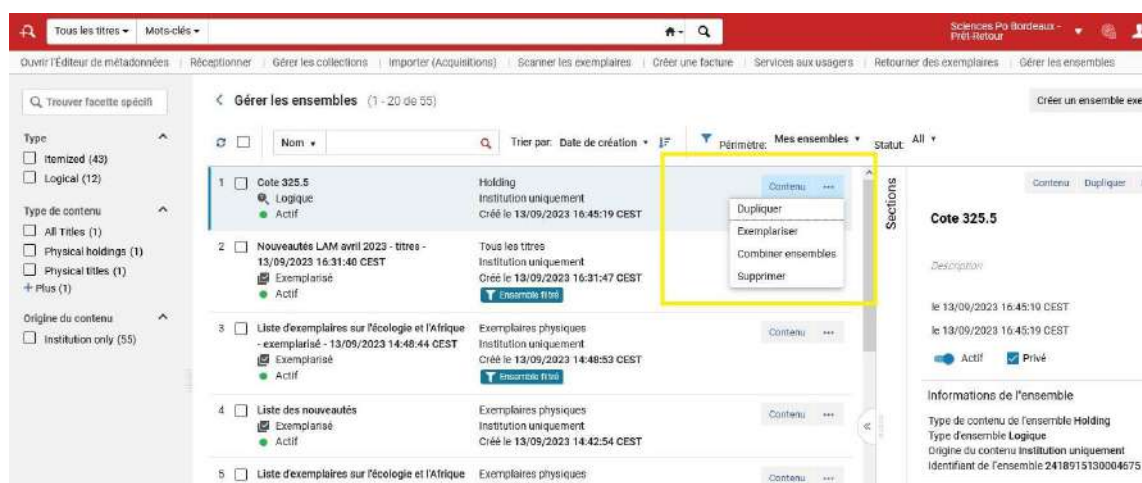 Tous les titres
Mots-clés
Sciences Po Bordeaux -
Prêt-Retour
Ouvrir l'Éditeur de métadonnées
Réceptionner
Gérer les collections
Importer (Acquisitions)
Scanner les exemplaires
Créer une facture
Services aux usagers
Retourner des exemplaires
Gérer les ensembles
Trouver facette spécifi
Gérer les ensembles (1 - 20 de 55)
Créer un ensemble exe
Nom
Trier par: Date de création
Périmètre: Mes ensembles
Statut: All
Type
Itemized (43)
Logical (12)
Type de contenu
All Titles (1)
Physical holdings (1)
Physical titles (1)
+ Plus (1)
Origine du contenu
Institution only (55)
1 Cote 325.5
Logique
Actif
Holding
Institution uniquement
Créé le 13/09/2023 16:45:19 CEST
Contenu
Dupliquer
Exemplariser
Combiner ensembles
Supprimer
2 Nouveautés LAM avril 2023 - titres -
13/09/2023 16:31:40 CEST
Exemplarisé
Actif
Tous les titres
Institution uniquement
Créé le 13/09/2023 16:31:47 CEST
Ensemble filtré
3 Liste d'exemplaires sur l'écologie et l'Afrique
- exemplarisé - 13/09/2023 14:48:44 CEST
Exemplarisé
Actif
Exemplaires physiques
Institution uniquement
Créé le 13/09/2023 14:48:53 CEST
Ensemble filtré
Contenu
4 Liste des nouveautés
Exemplarisé
Actif
Exemplaires physiques
Institution uniquement
Créé le 13/09/2023 14:42:54 CEST
Contenu
5 Liste d'exemplaires sur l'écologie et l'Afrique
Exemplaires physiques
Contenu
Sections
Contenu
Dupliquer
Cote 325.5
Description
le 13/09/2023 16:45:19 CEST
le 13/09/2023 16:45:19 CEST
Actif
Privé
Informations de l'ensemble
Type de contenu de l'ensemble Holding
Type d'ensemble Logique
Origine du contenu Institution uniquement
Identifiant de l'ensemble 2418915130004675